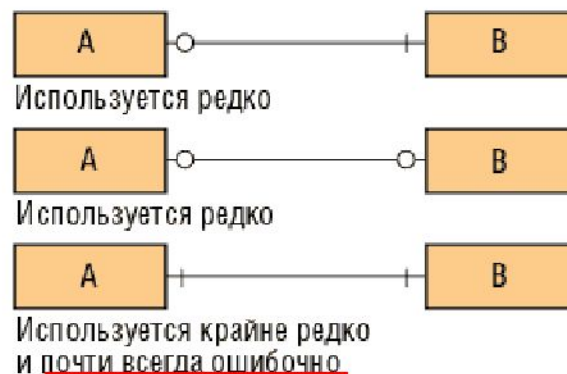 А В
Используется редко
А В
Используется редко
А В
Используется крайне редко
и почти всегда ошибочно